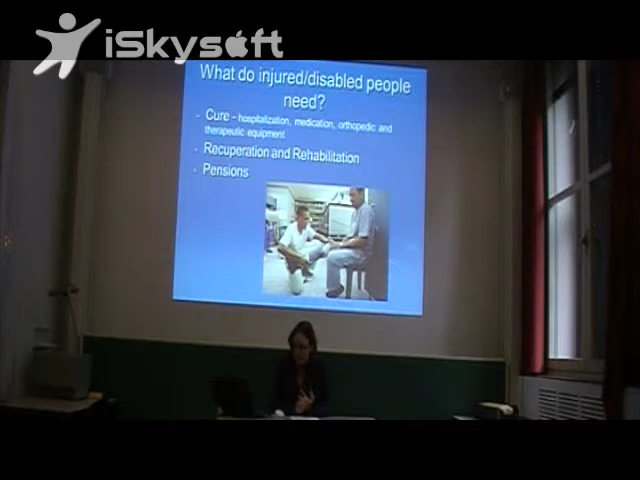 iSkysoft
What do injured/disabled people
need?
- Cure - hospitalization, medication, orthopedic and
therapeutic equipment
- Recuperation and Rehabilitation
- Pensions